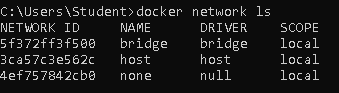 C:\Users\Student>docker network ls
NETWORK ID     NAME      DRIVER    SCOPE
5f372ff3f500   bridge    bridge    local
3ca57c3e562c   host      host      local
4ef757842cb0   none      null      local